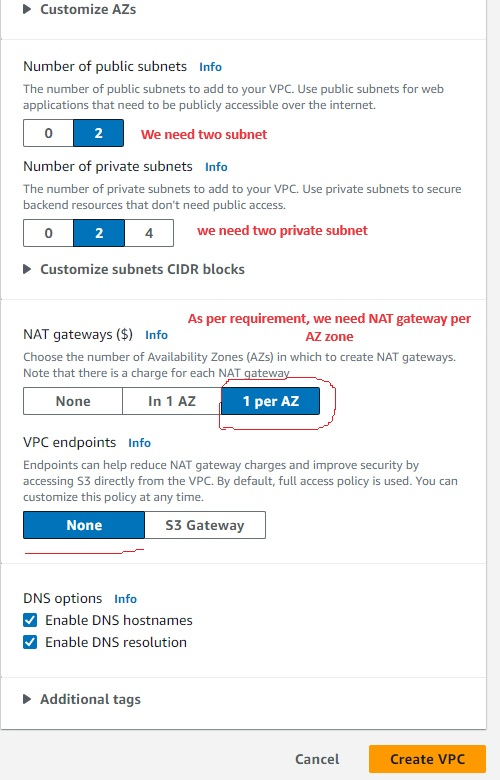 Customize AZs
Number of public subnets Info
The number of public subnets to add to your VPC. Use public subnets for web
applications that need to be publicly accessible over the internet.
0 2 We need two subnet
Number of private subnets Info
The number of private subnets to add to your VPC. Use private subnets to secure
backend resources that don't need public access.
0 2 4 we need two private subnet
Customize subnets CIDR blocks
As per requirement, we need NAT gateway per
AZ zone
NAT gateways ($) Info
Choose the number of Availability Zones (AZs) in which to create NAT gateways.
Note that there is a charge for each NAT gateway
None In 1 AZ 1 per AZ
VPC endpoints Info
Endpoints can help reduce NAT gateway charges and improve security by
accessing S3 directly from the VPC. By default, full access policy is used. You can
customize this policy at any time.
None S3 Gateway
DNS options Info
Enable DNS hostnames
Enable DNS resolution
Additional tags
Cancel Create VPC